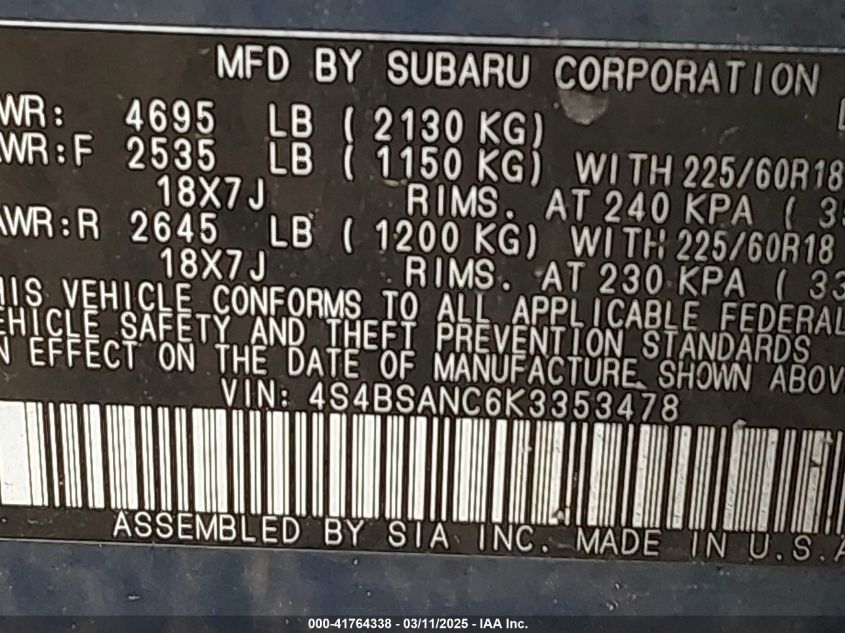 MFD BY SUBARU CORPORATION
WR: 4695 LB ( 2130 KG)
WR:F 2535 LB ( 1150 KG) WITH 225/60R18
18X7J RIMS. AT 240 KPA ( 35
WR:R 2645 LB ( 1200 KG) WITH 225/60R18
18X7J RIMS. AT 230 KPA ( 33
HIS VEHICLE CONFORMS TO ALL APPLICABLE FEDERAL
EHICLE SAFETY AND THEFT PREVENTION STANDARDS
N EFFECT ON THE DATE OF MANUFACTURE SHOWN ABOV
VIN: 4S4BSANC6K3353478
ASSEMBLED BY SIA INC. MADE IN U.S.A
000-41764338 - 03/11/2025 - IAA Inc.